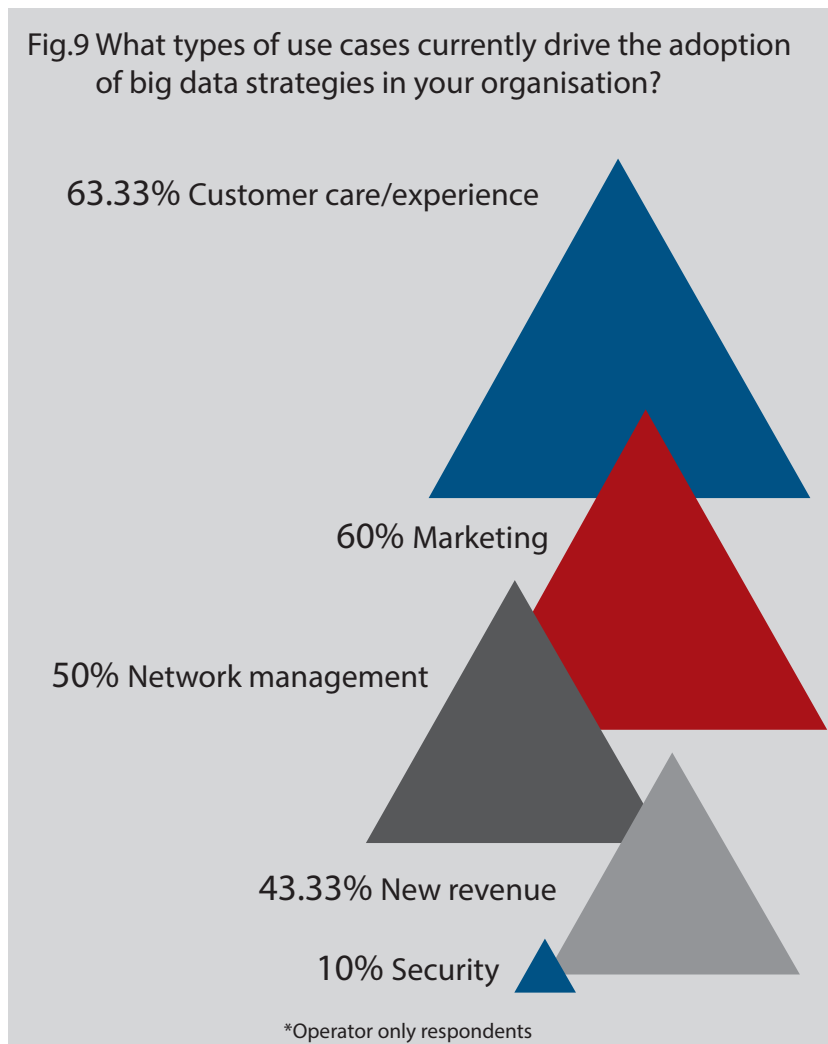 Fig.9 What types of use cases currently drive the adoption
of big data strategies in your organisation?
63.33% Customer care/experience
60% Marketing
50% Network management
43.33% New revenue
10% Security
*Operator only respondents